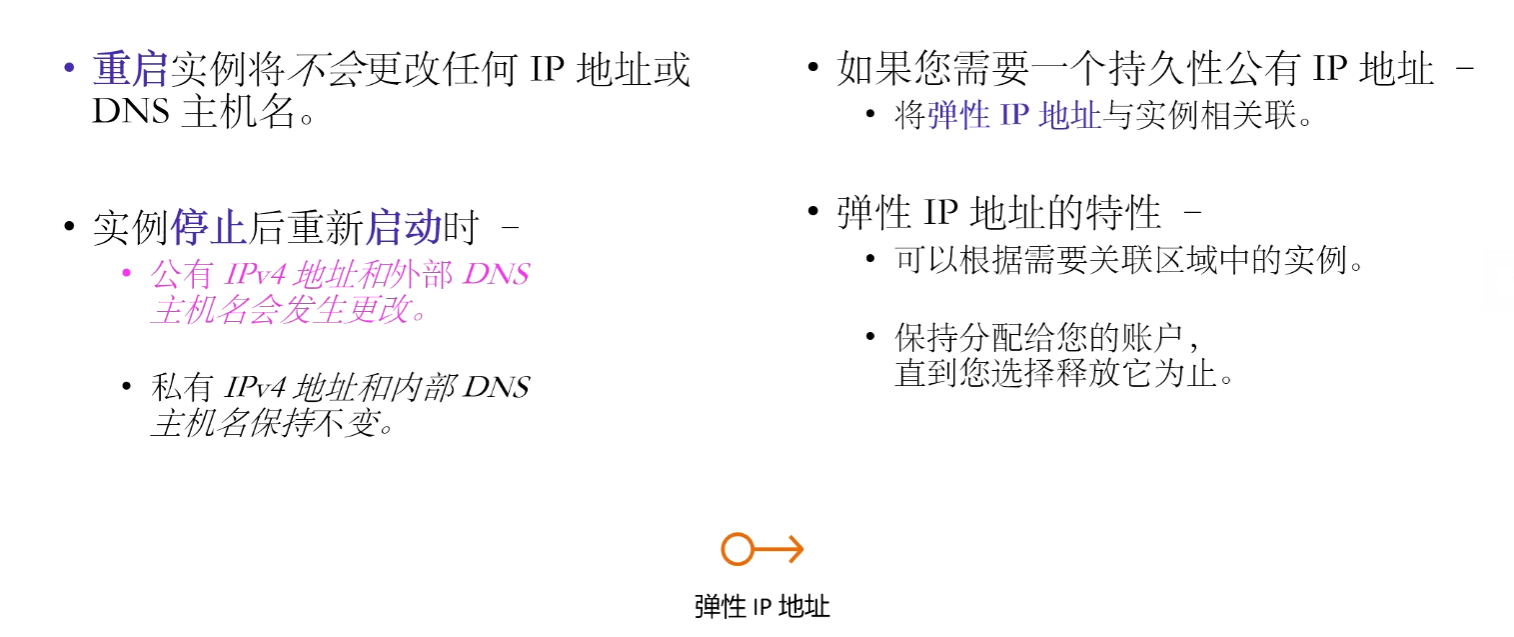 • 重启实例将不会更改任何 IP 地址或
DNS 主机名。
• 实例停止后重新启动时 –
• 公有 IPv4 地址和外部 DNS
主机名会发生更改。
• 私有 IPv4 地址和内部 DNS
主机名保持不变。
• 如果您需要一个持久性公有 IP 地址 –
• 将弹性 IP 地址与实例相关联。
• 弹性 IP 地址的特性 –
• 可以根据需要关联区域中的实例。
• 保持分配给您的账户，
直到您选择释放它为止。
弹性 IP 地址